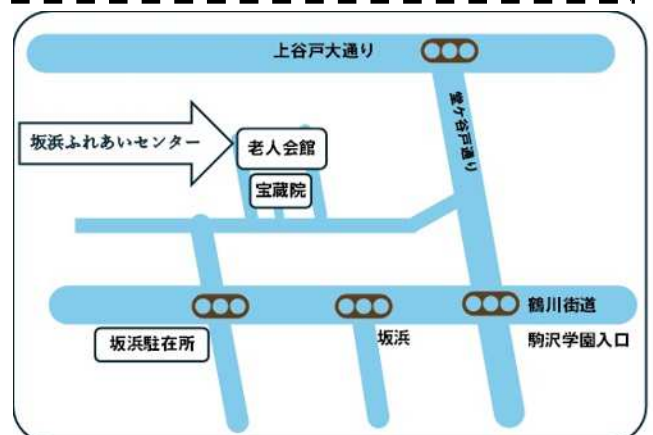 上谷戸大通り
堂ケ谷戸通り
坂浜ふれあいセンター
老人会館
宝蔵院
鶴川街道
坂浜駐在所
坂浜
駒沢学園入口